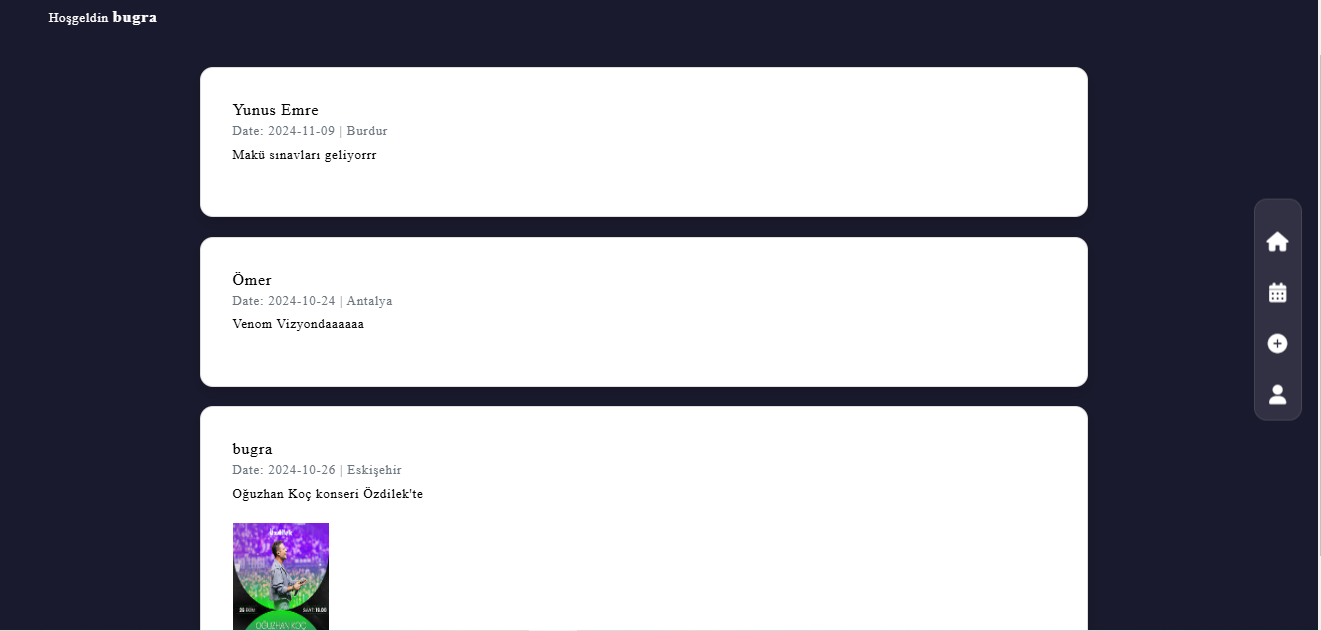 Hoşgeldin bugra
Yunus Emre
Date: 2024-11-09 | Burdur
Makü sınavları geliyorrr
Ömer
Date: 2024-10-24 | Antalya
Venom Vizyondaaaaaa
bugra
Date: 2024-10-26 | Eskişehir
Oğuzhan Koç konseri Özdilek'te
OĞUZHAN KOÇ